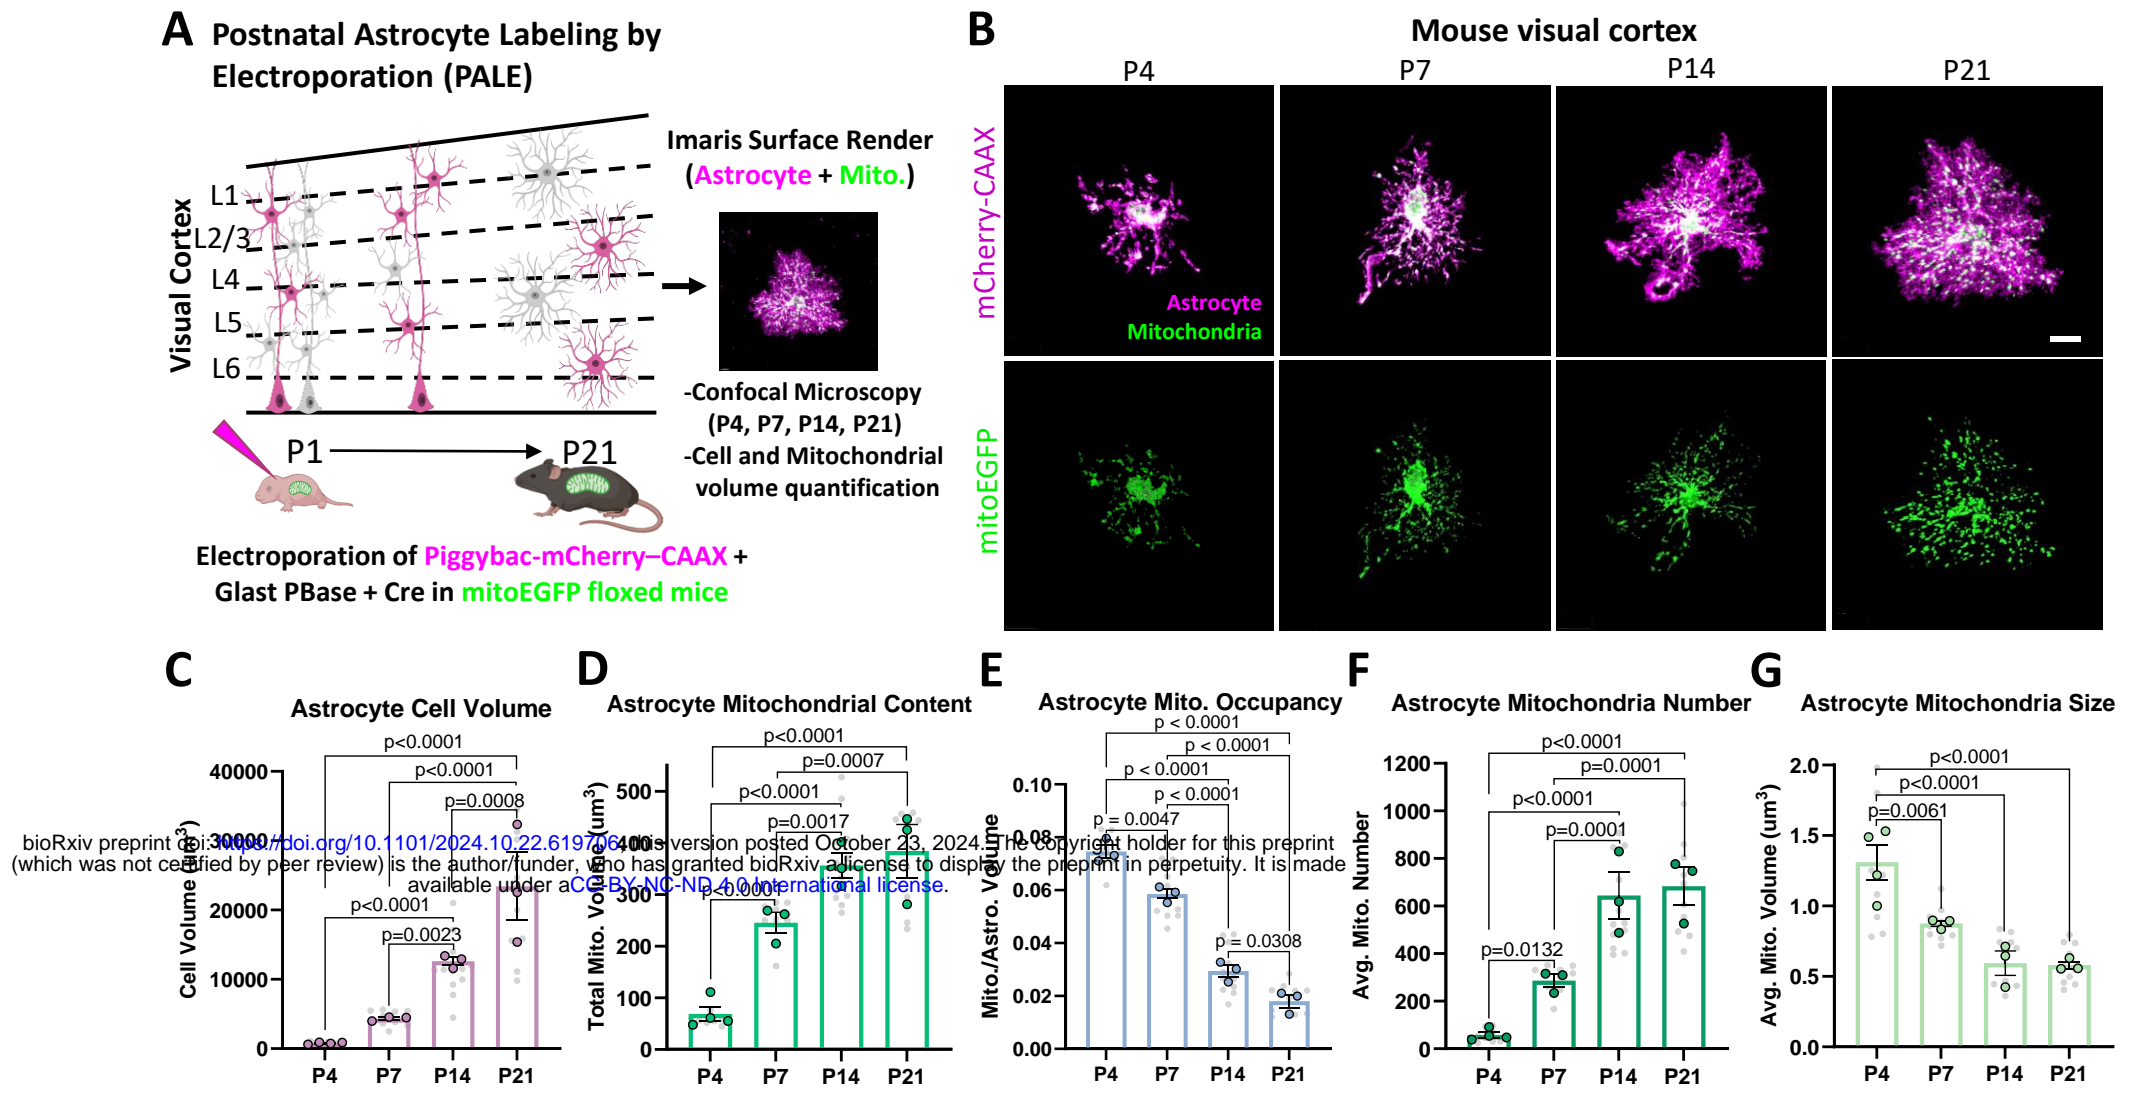 A
Postnatal Astrocyte Labeling by
Electroporation (PALE)
Visual Cortex
L1
L2/3
L4
L5
L6
Imaris Surface Render
(Astrocyte + Mito.)
-Confocal Microscopy
(P4, P7, P14, P21)
-Cell and Mitochondrial
volume quantification
P1
P21
Electroporation of Piggybac-mCherry–CAAX +
Glast PBase + Cre in mitoEGFP floxed mice
B
Mouse visual cortex
P4 P7 P14 P21
mCherry-CAAX
Astrocyte
Mitochondria
mitoEGFP
C
Astrocyte Cell Volume
p<0.0001
p<0.0001
p=0.0008
p<0.0001
p=0.0023
Cell Volume (um3)
40000
30000
20000
10000
0
P4 P7 P14 P21
D
Astrocyte Mitochondrial Content
p<0.0001
p=0.0007
p<0.0001
p=0.0017
p<0.0001
Total Mito. Volume (um3)
500
400
300
200
100
0
P4 P7 P14 P21
E
Astrocyte Mito. Occupancy
p < 0.0001
p < 0.0001
p < 0.0001
p < 0.0001
p = 0.0047
p = 0.0308
Mito./Astro. Volume
0.10
0.08
0.06
0.04
0.02
0.00
P4 P7 P14 P21
F
Astrocyte Mitochondria Number
p<0.0001
p=0.0001
p<0.0001
p=0.0001
p=0.0132
Avg. Mito. Number
1200
1000
800
600
400
200
0
P4 P7 P14 P21
G
Astrocyte Mitochondria Size
p<0.0001
p<0.0001
p=0.0061
Avg. Mito. Volume (um3)
2.0
1.5
1.0
0.5
0.0
P4 P7 P14 P21
bioRxiv preprint doi: https://doi.org/10.1101/2024.10.22.619706; this version posted October 23, 2024. The copyright holder for this preprint
(which was not certified by peer review) is the author/funder, who has granted bioRxiv a license to display the preprint in perpetuity. It is made
available under aCC-BY-NC-ND 4.0 International license.